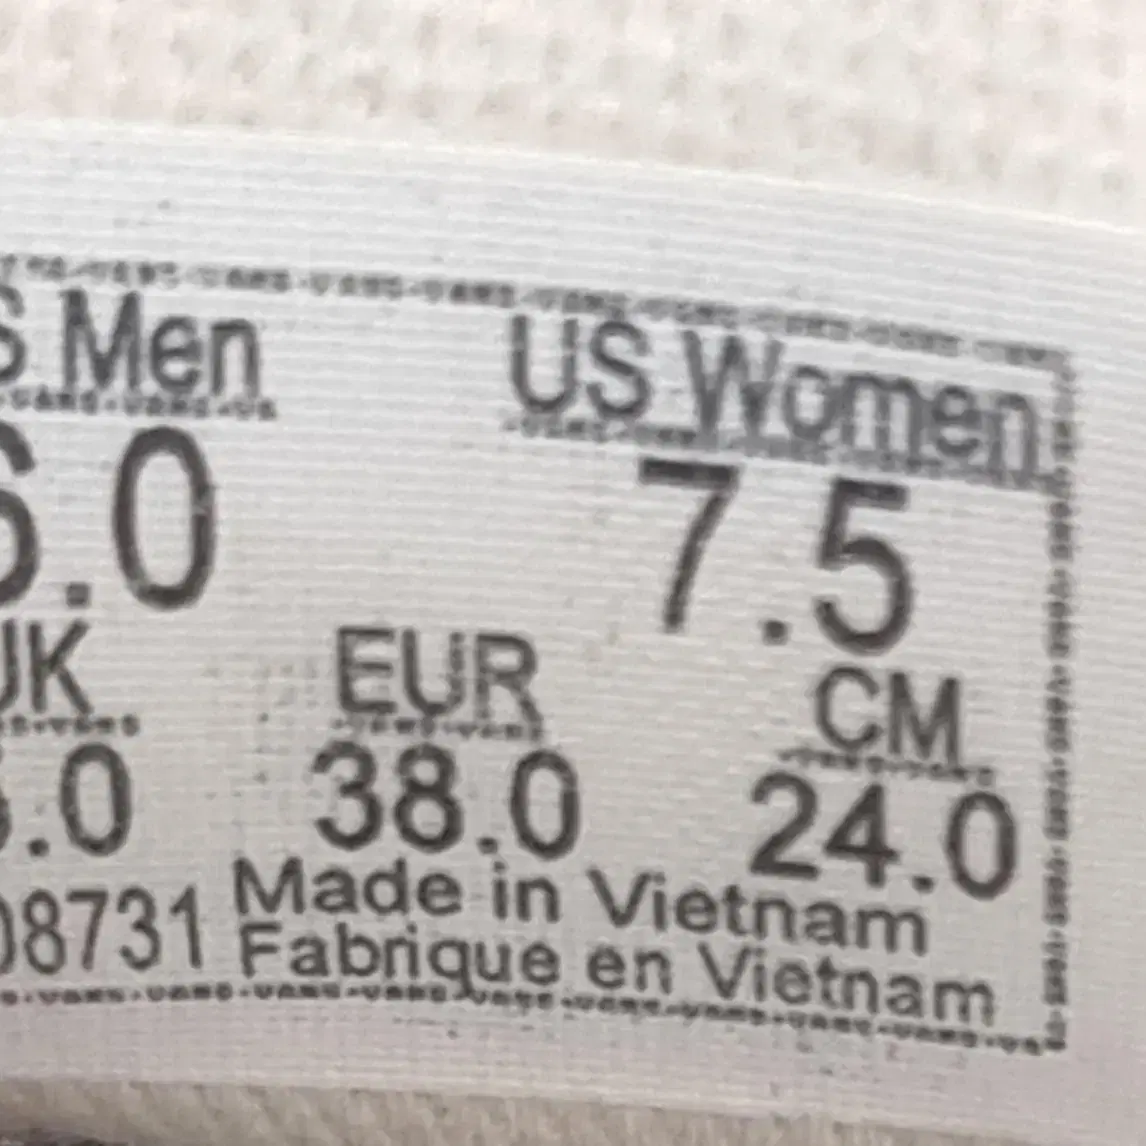 S Men US Women
6.0 7.5
UK EUR CM
.0 38.0 24.0
08731 Made in Vietnam
Fabrique en Vietnam